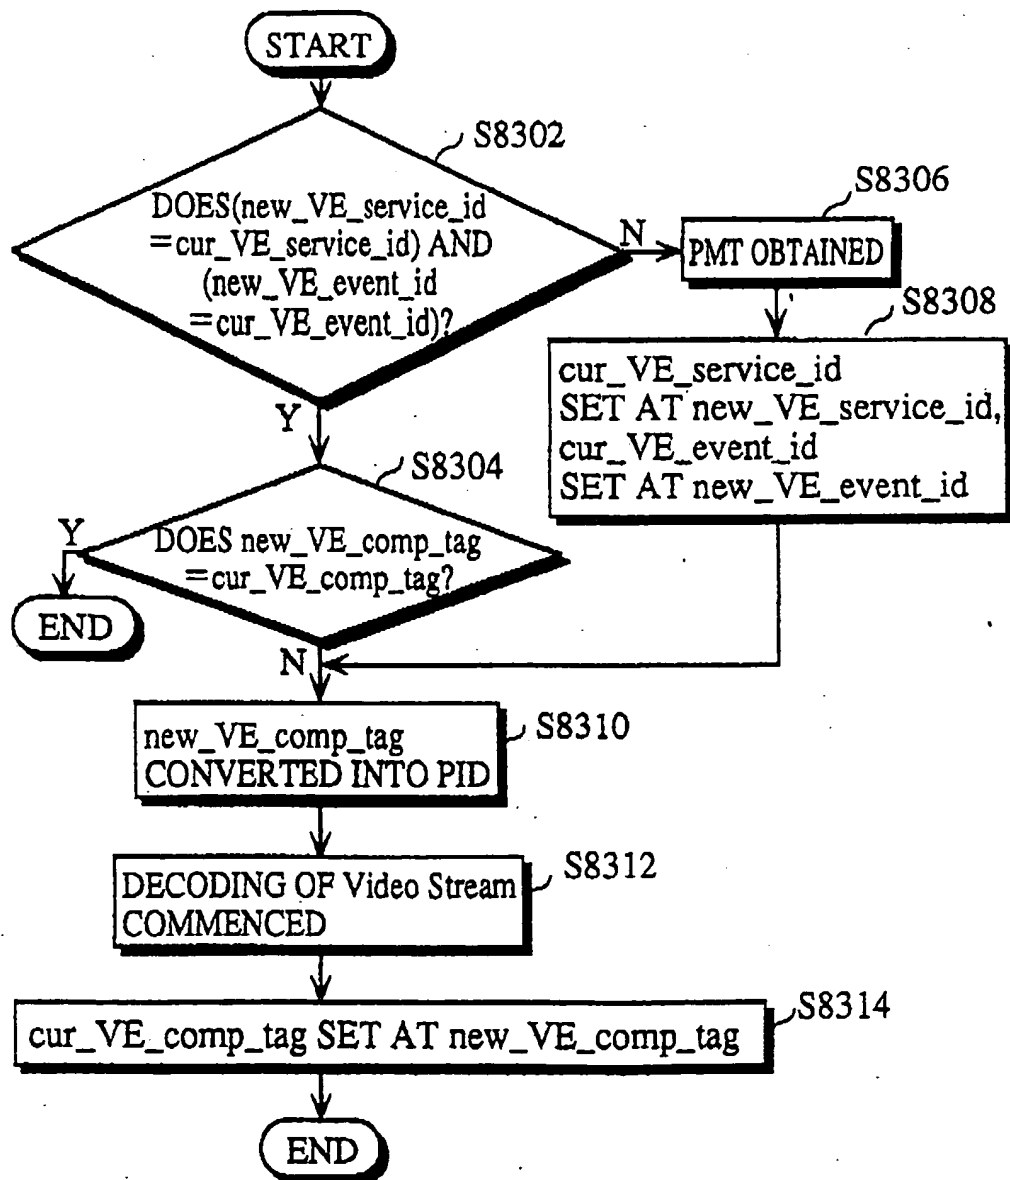 START
S8302
DOES(new_VE_service_id
=cur_VE_service_id) AND
(new_VE_event_id
=cur_VE_event_id)?
N
S8306
PMT OBTAINED
S8308
cur_VE_service_id
SET AT new_VE_service_id,
cur_VE_event_id
SET AT new_VE_event_id
Y
S8304
DOES new_VE_comp_tag
=cur_VE_comp_tag?
Y
END
N
S8310
new_VE_comp_tag
CONVERTED INTO PID
S8312
DECODING OF Video Stream
COMMENCED
S8314
cur_VE_comp_tag SET AT new_VE_comp_tag
END